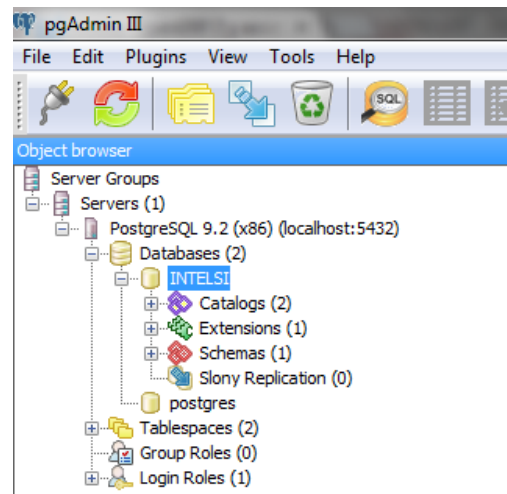 pgAdmin III
File Edit Plugins View Tools Help
SQL
Object browser
Server Groups
Servers (1)
PostgreSQL 9.2 (x86) (localhost:5432)
Databases (2)
INTELSI
Catalogs (2)
Extensions (1)
Schemas (1)
Slony Replication (0)
postgres
Tablespaces (2)
Group Roles (0)
Login Roles (1)